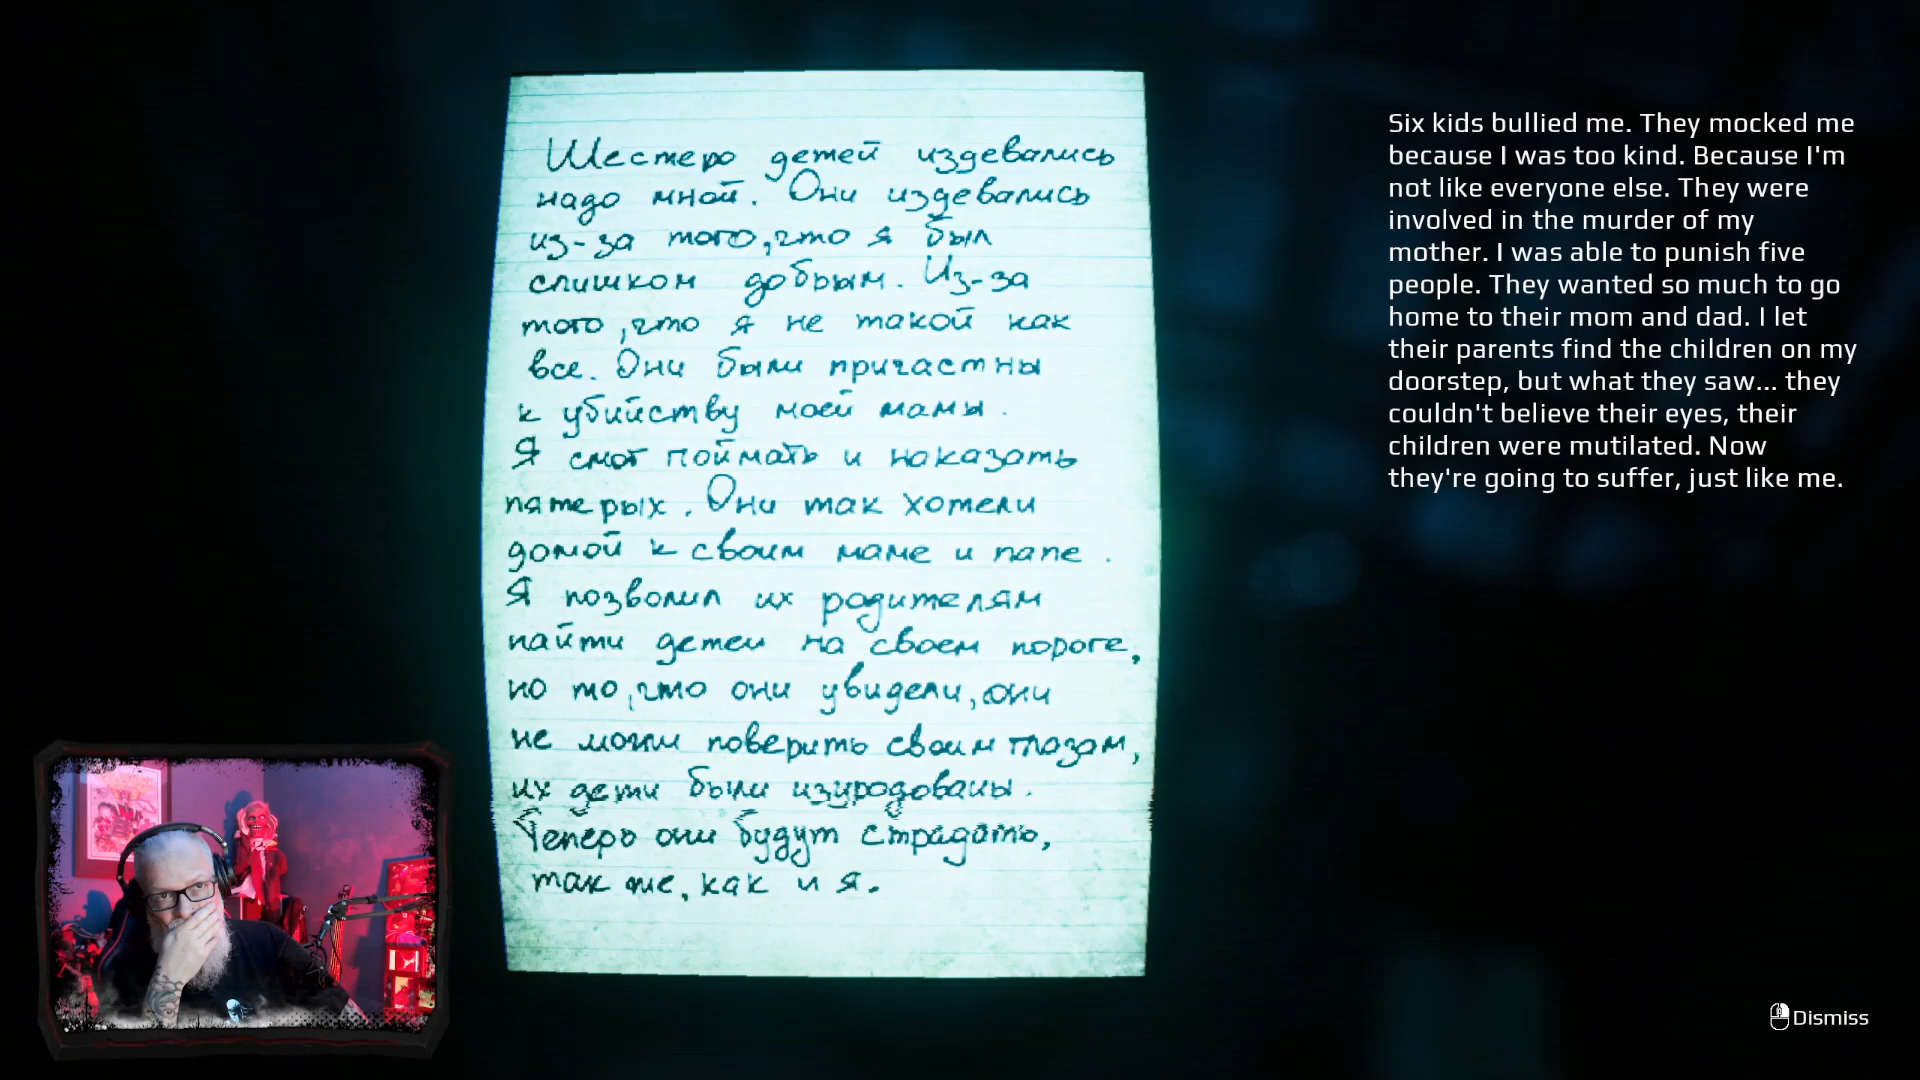 Шестеро детей издевались
надо мной. Они издевались
из-за того,что я был
слишком добрым. Из-за
того,что я не такой как
все. Они были причастны
к убийству моей мамы.
Я смог поймать и наказать
пятерых. Они так хотели
домой к своим маме и папе.
Я позволил их родителям
найти детей на своем пороге,
но то,что они увидели,они
не могли поверить своим глазам,
их дети были изуродованы.
Теперь они будут страдать,
так же, как и я.
Six kids bullied me. They mocked me
because I was too kind. Because I'm
not like everyone else. They were
involved in the murder of my
mother. I was able to punish five
people. They wanted so much to go
home to their mom and dad. I let
their parents find the children on my
doorstep, but what they saw... they
couldn't believe their eyes, their
children were mutilated. Now
they're going to suffer, just like me.
Dismiss